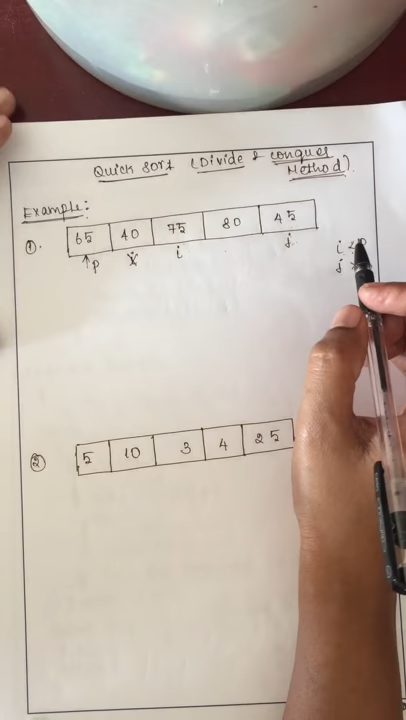 Quick Sort (Divide & Conquer
Method)
Example:
①. 65 40 75 80 45
↑p i i j
i <
j
② 5 10 3 4 25